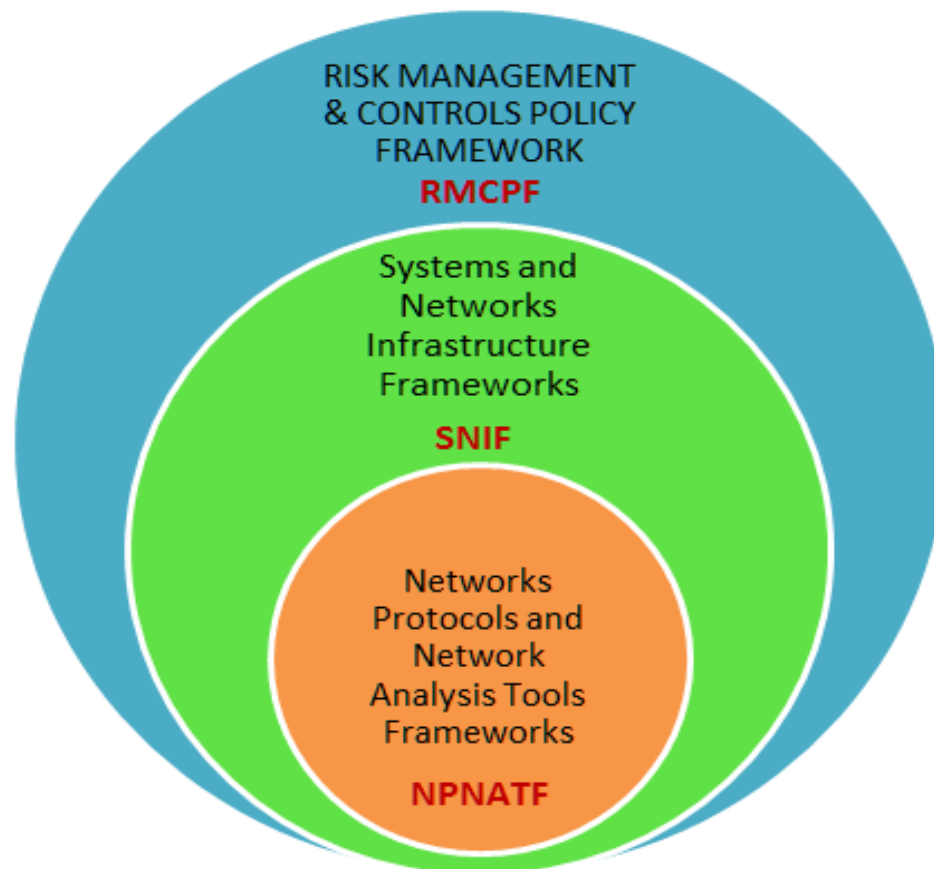 RISK MANAGEMENT
& CONTROLS POLICY
FRAMEWORK
RMCPF
Systems and
Networks
Infrastructure
Frameworks
SNIF
Networks
Protocols and
Network
Analysis Tools
Frameworks
NPNATF